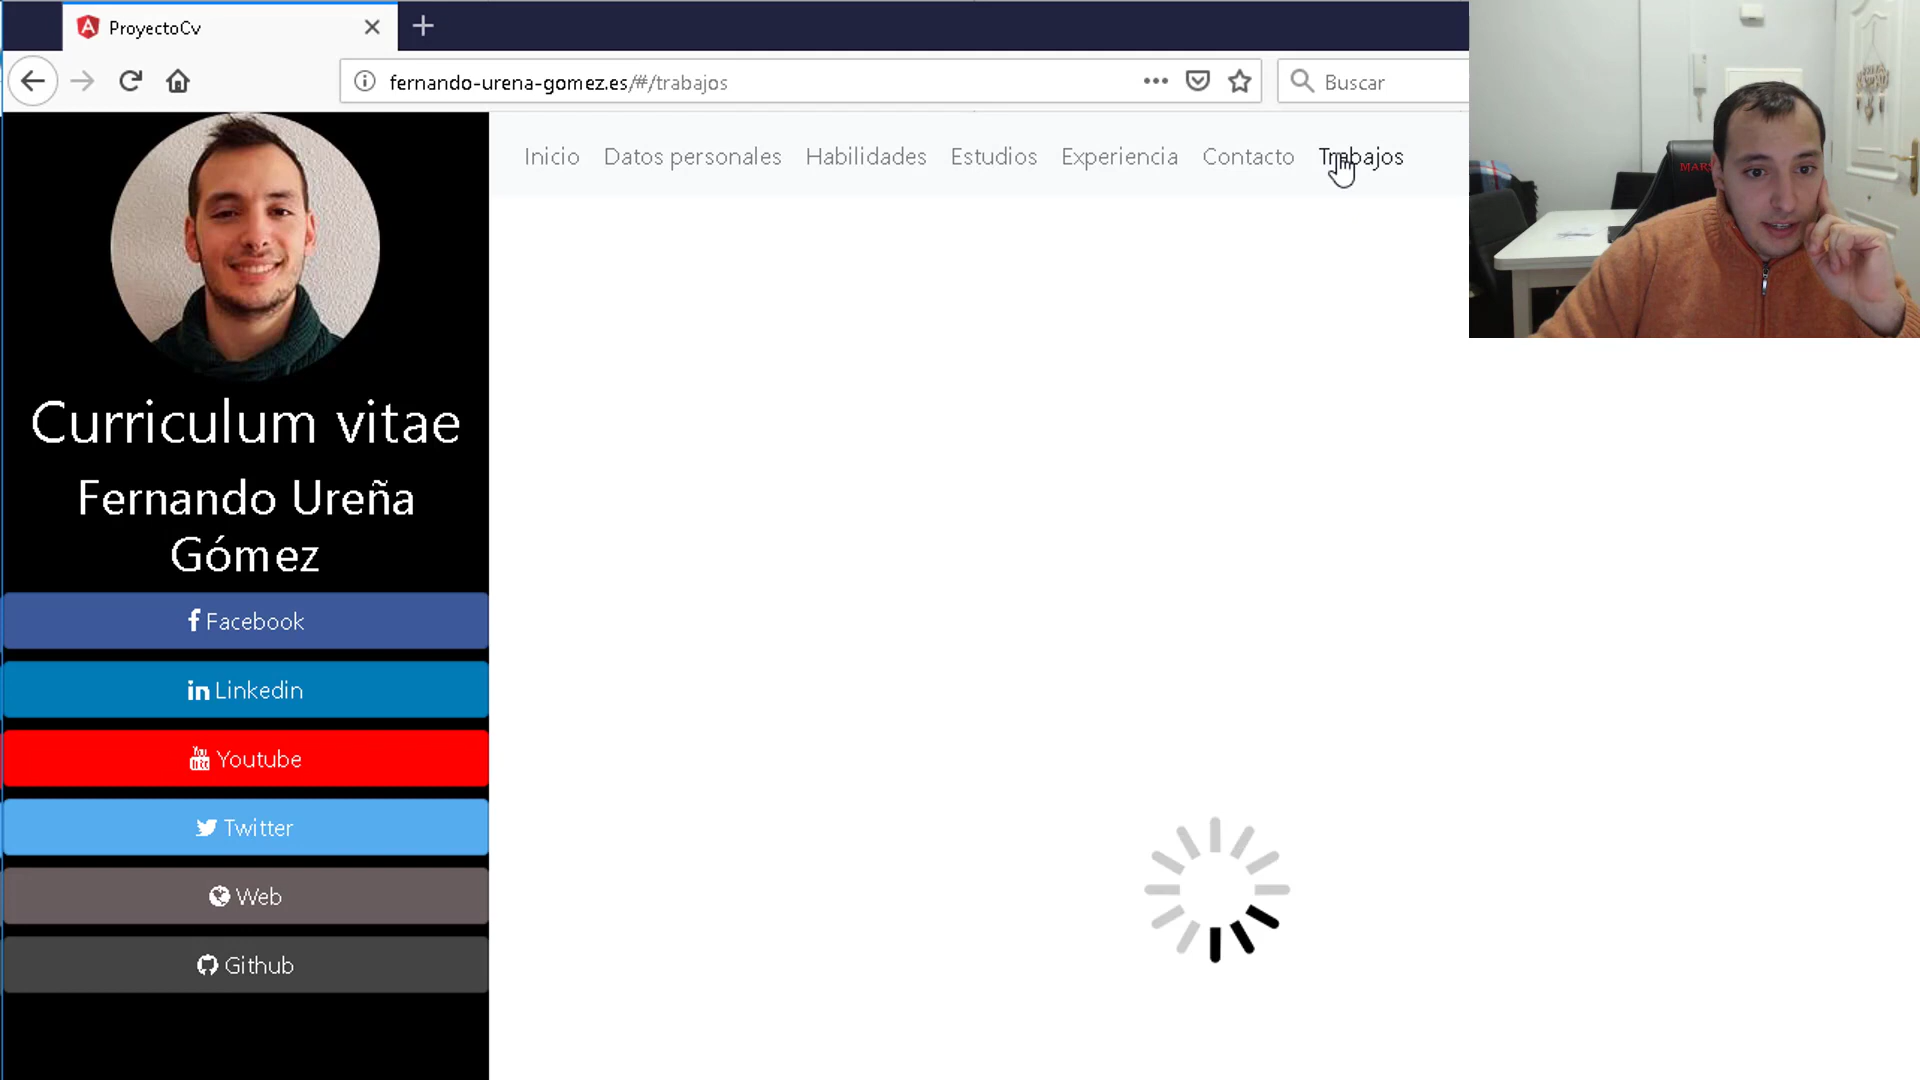 ProyectoCv
fernando-urena-gomez.es/#/trabajos
Buscar
Inicio
Datos personales
Habilidades
Estudios
Experiencia
Contacto
Trabajos
MARS
Curriculum vitae
Fernando Ureña
Gómez
Facebook
Linkedin
Youtube
Twitter
Web
Github